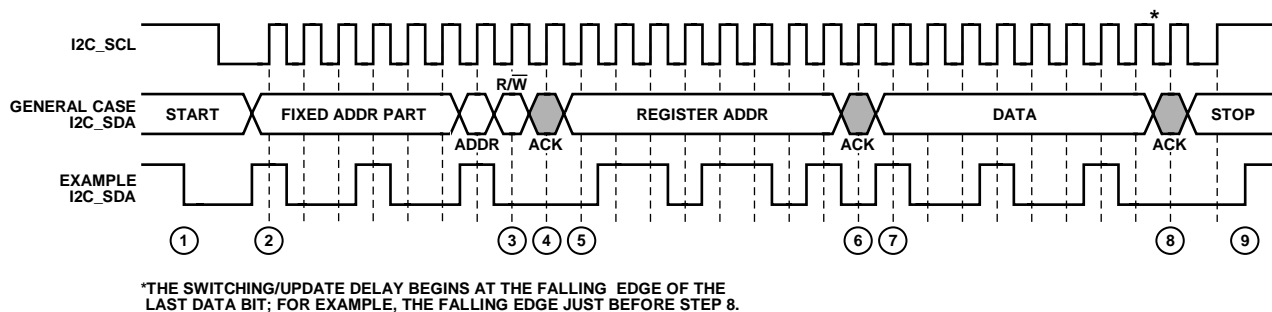 *
I2C_SCL
R/W
GENERAL CASE
I2C_SDA
START
FIXED ADDR PART
REGISTER ADDR
DATA
STOP
ADDR
ACK
ACK
ACK
EXAMPLE
I2C_SDA
1
2
3
4
5
6
7
8
9
*THE SWITCHING/UPDATE DELAY BEGINS AT THE FALLING EDGE OF THE
LAST DATA BIT; FOR EXAMPLE, THE FALLING EDGE JUST BEFORE STEP 8.